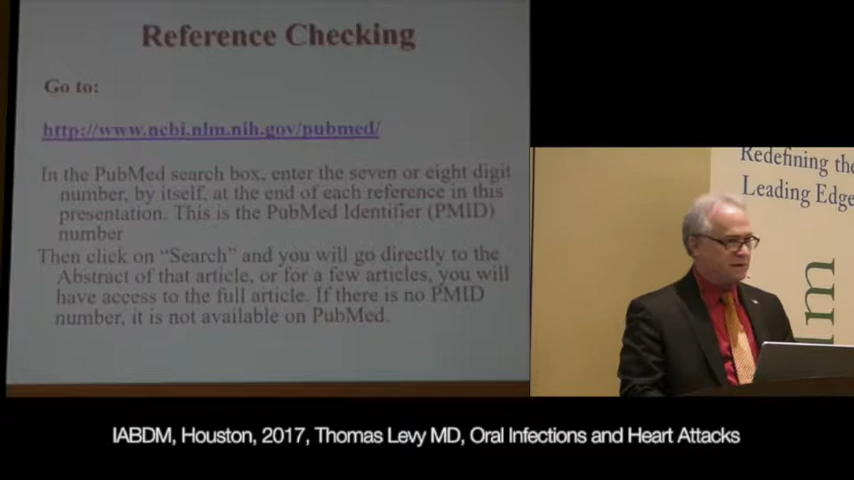 Reference Checking
Go to:
http://www.ncbi.nlm.nih.gov/pubmed/
In the PubMed search box, enter the seven or eight digit
number, by itself, at the end of each reference in this
presentation. This is the PubMed Identifier (PMID)
number
Then click on "Search" and you will go directly to the
Abstract of that article, or for a few articles, you will
have access to the full article. If there is no PMID
number, it is not available on PubMed.
Redefining the
Leading Edge
dm
IABDM, Houston, 2017, Thomas Levy MD, Oral Infections and Heart Attacks